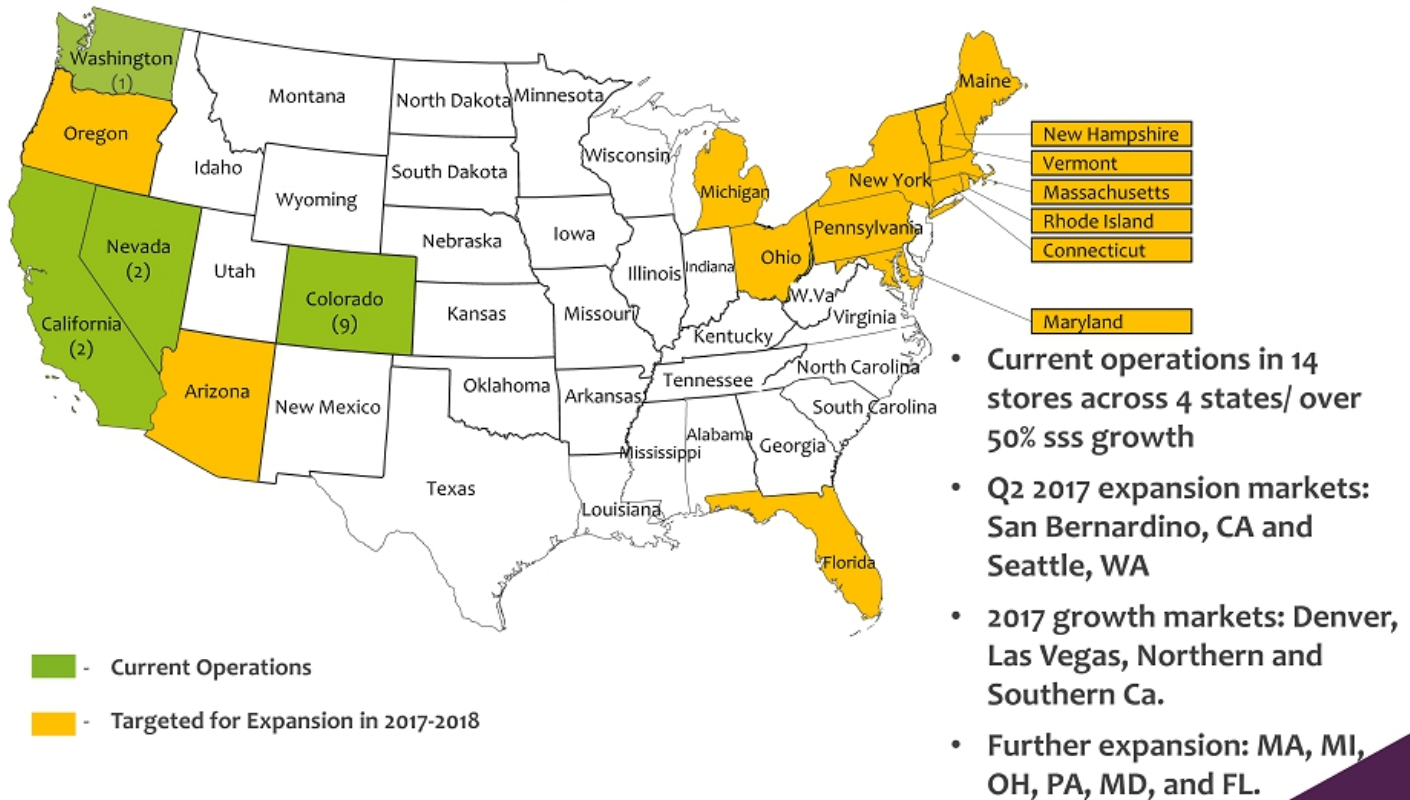 Washington
(1)
Oregon
California
(2)
Nevada
(2)
Idaho
Montana
Wyoming
Utah
Arizona
Colorado
(9)
New Mexico
North Dakota
South Dakota
Nebraska
Kansas
Oklahoma
Texas
Minnesota
Iowa
Missouri
Arkansas
Louisiana
Wisconsin
Illinois
Indiana
Michigan
Ohio
Kentucky
Tennessee
Mississippi
Alabama
Georgia
Florida
South Carolina
North Carolina
Virginia
W.Va
Pennsylvania
New York
Maine
New Hampshire
Vermont
Massachusetts
Rhode Island
Connecticut
Maryland
• Current operations in 14
stores across 4 states/ over
50% sss growth
• Q2 2017 expansion markets:
San Bernardino, CA and
Seattle, WA
• 2017 growth markets: Denver,
Las Vegas, Northern and
Southern Ca.
• Further expansion: MA, MI,
OH, PA, MD, and FL.
- Current Operations
- Targeted for Expansion in 2017-2018